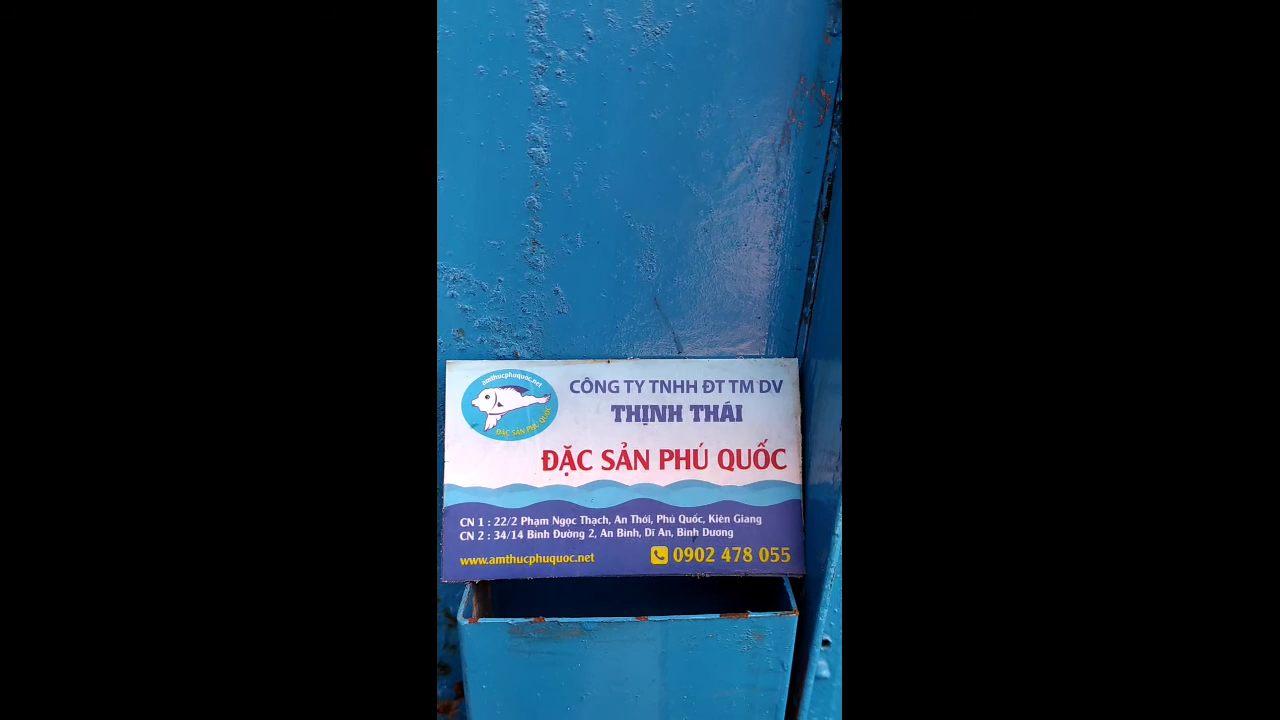 amthucphuquoc.net
ĐẶC SẢN PHÚ QUỐC
CÔNG TY TNHH ĐT TM DV
THỊNH THÁI
ĐẶC SẢN PHÚ QUỐC
CN 1 : 22/2 Phạm Ngọc Thạch, An Thới, Phú Quốc, Kiên Giang
CN 2 : 34/14 Bình Đường 2, An Bình, Dĩ An, Bình Dương
www.amthucphuquoc.net
0902 478 055